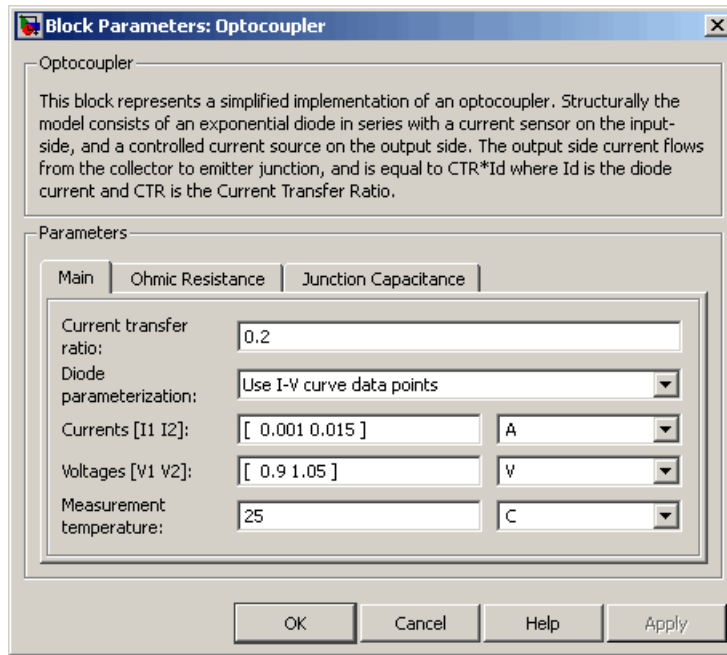 Block Parameters: Optocoupler
Optocoupler
This block represents a simplified implementation of an optocoupler. Structurally the
model consists of an exponential diode in series with a current sensor on the input-
side, and a controlled current source on the output side. The output side current flows
from the collector to emitter junction, and is equal to CTR*Id where Id is the diode
current and CTR is the Current Transfer Ratio.
Parameters
Main Ohmic Resistance Junction Capacitance
Current transfer
ratio:
0.2
Diode
parameterization:
Use I-V curve data points
Currents [I1 I2]: [ 0.001 0.015 ] A
Voltages [V1 V2]: [ 0.9 1.05 ] V
Measurement
temperature:
25 C
OK Cancel Help Apply